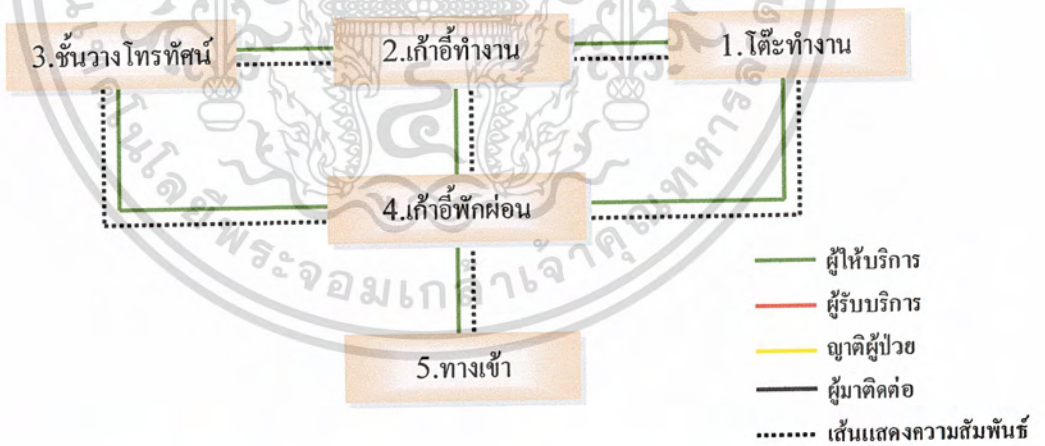 3.ชั้นวางโทรทัศน์
2.เก้าอี้ทำงาน
1.โต๊ะทำงาน
4.เก้าอี้พักผ่อน
5.ทางเข้า
ผู้ให้บริการ
ผู้รับบริการ
ญาติผู้ป่วย
ผู้มาติดต่อ
เส้นแสดงความสัมพันธ์